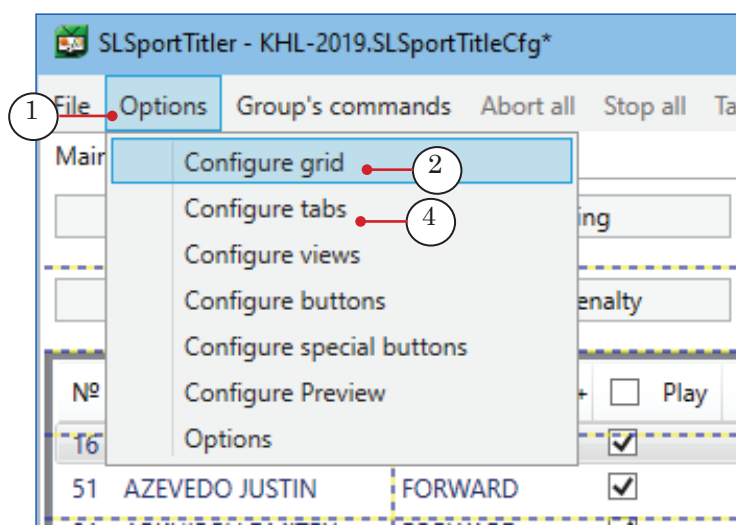 SLSportTitler - KHL-2019.SLSportTitleCfg*
1
File Options Group's commands Abort all Stop all Ta
Main
Configure grid 2
Configure tabs 4
ing
Configure views
Configure buttons
enalty
Configure special buttons
Nº Configure Preview + Play
16 Options
51 AZEVEDO JUSTIN FORWARD